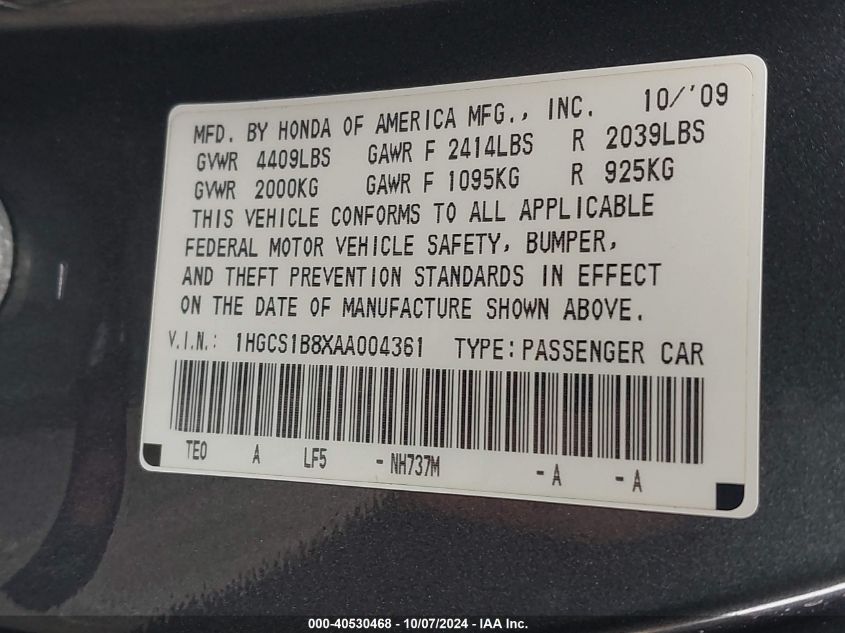 MFD. BY HONDA OF AMERICA MFG., INC. 10/'09
GVWR 4409LBS GAWR F 2414LBS R 2039LBS
GVWR 2000KG GAWR F 1095KG R 925KG
THIS VEHICLE CONFORMS TO ALL APPLICABLE
FEDERAL MOTOR VEHICLE SAFETY, BUMPER,
AND THEFT PREVENTION STANDARDS IN EFFECT
ON THE DATE OF MANUFACTURE SHOWN ABOVE.
V.I.N.: 1HGCS1B8XAA004361 TYPE: PASSENGER CAR
TE0 A LF5 - NH737M - A - A
000-40530468 - 10/07/2024 - IAA Inc.